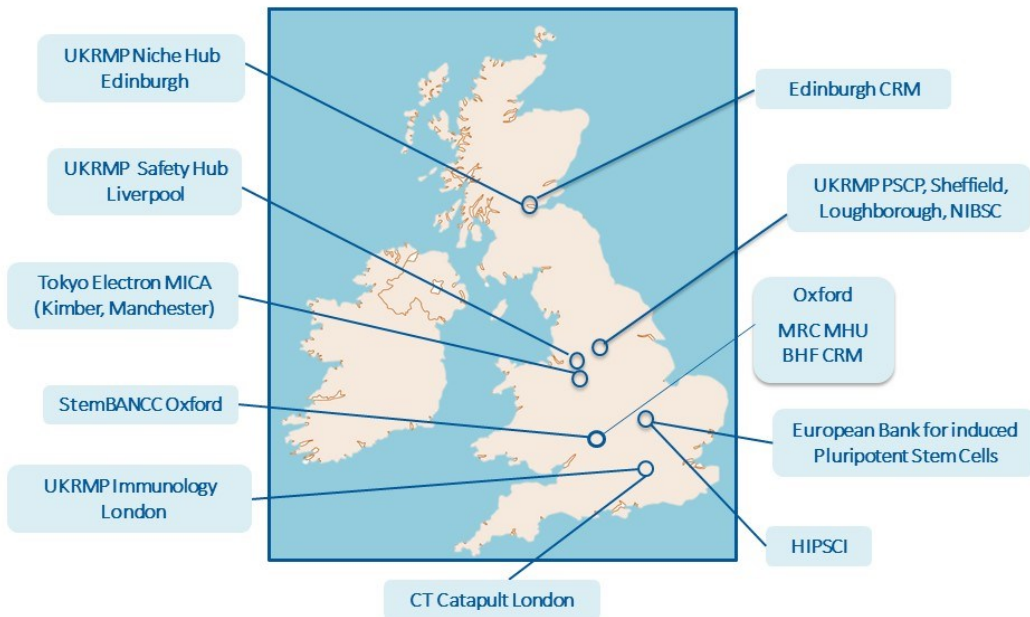 UKRMP Niche Hub
Edinburgh
Edinburgh CRM
UKRMP Safety Hub
Liverpool
UKRMP PSCP, Sheffield,
Loughborough, NIBSC
Tokyo Electron MICA
(Kimber, Manchester)
Oxford
MRC MHU
BHF CRM
StemBANCC Oxford
European Bank for induced
Pluripotent Stem Cells
UKRMP Immunology
London
HIPSCI
CT Catapult London